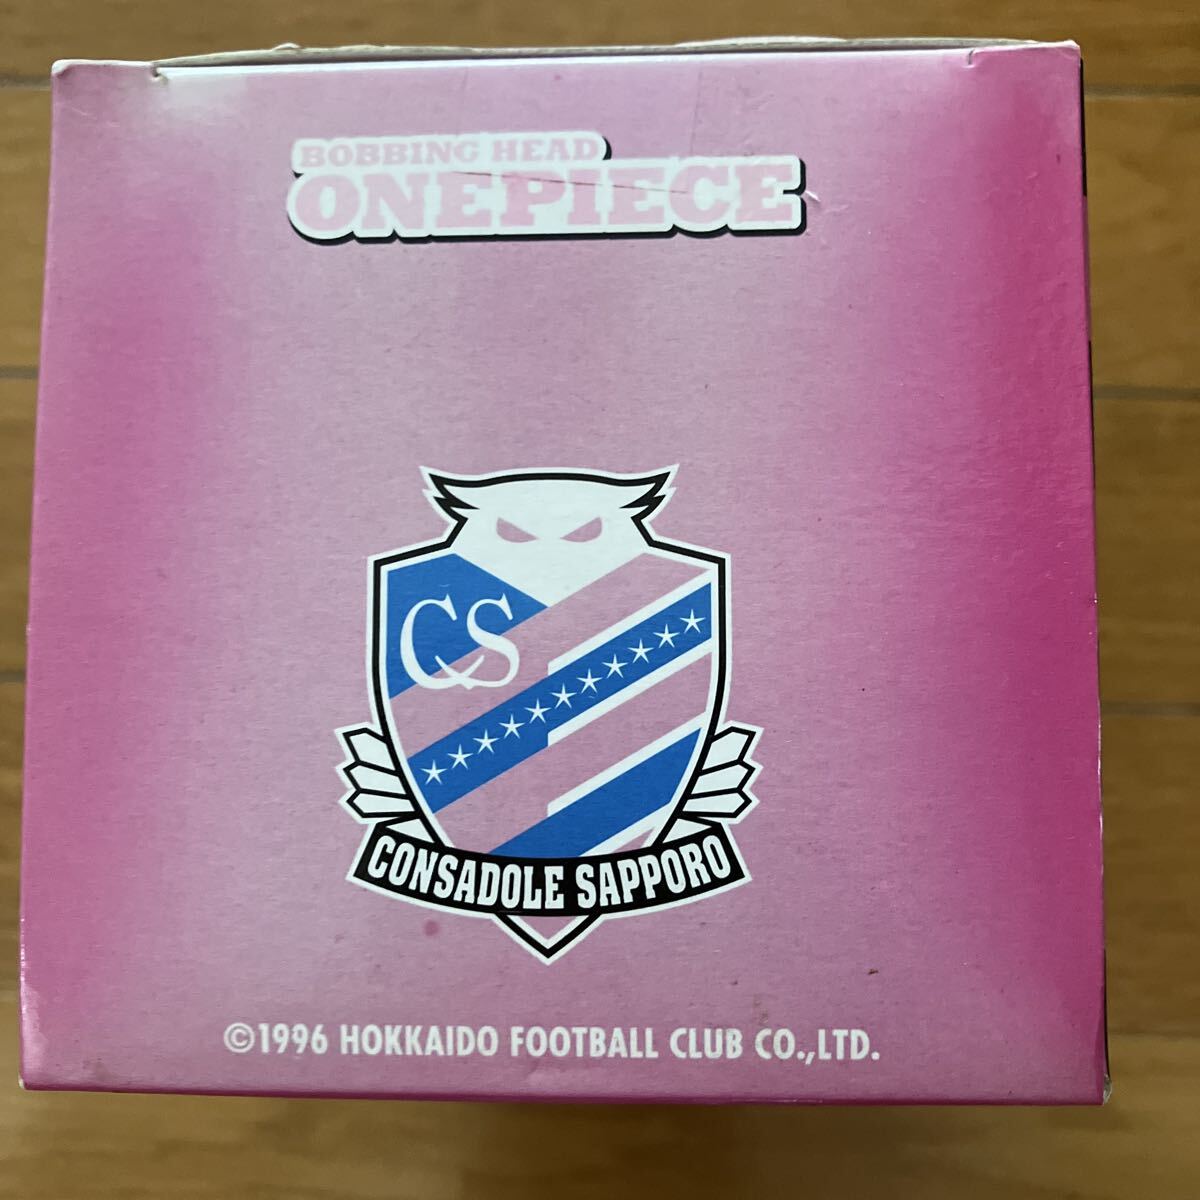 BOBBING HEAD
ONEPIECE
CS
CONSADOLE SAPPORO
©1996 HOKKAIDO FOOTBALL CLUB CO.,LTD.